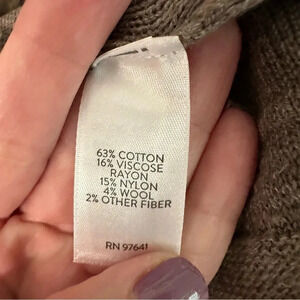 63% COTTON
16% VISCOSE
RAYON
15% NYLON
4% WOOL
2% OTHER FIBER
RN 97641